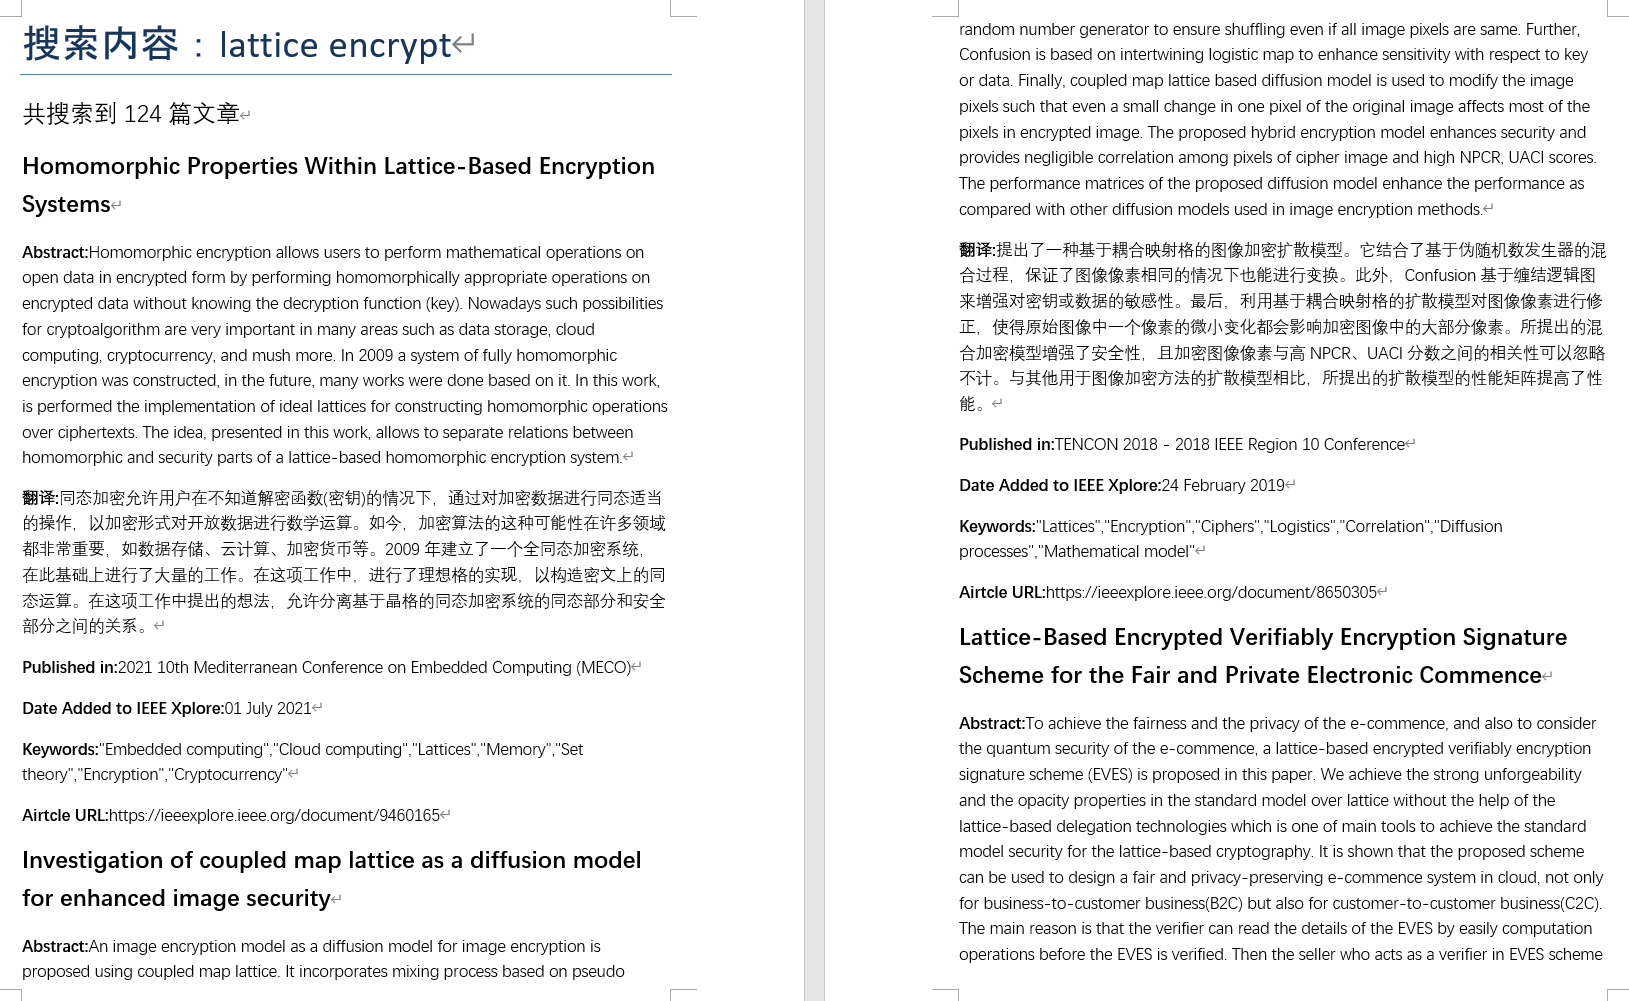 搜索内容：lattice encrypt
共搜索到 124 篇文章
Homomorphic Properties Within Lattice-Based Encryption
Systems
Abstract:Homomorphic encryption allows users to perform mathematical operations on
open data in encrypted form by performing homomorphically appropriate operations on
encrypted data without knowing the decryption function (key). Nowadays such possibilities
for cryptoalgorithm are very important in many areas such as data storage, cloud
computing, cryptocurrency, and mush more. In 2009 a system of fully homomorphic
encryption was constructed, in the future, many works were done based on it. In this work,
is performed the implementation of ideal lattices for constructing homomorphic operations
over ciphertexts. The idea, presented in this work, allows to separate relations between
homomorphic and security parts of a lattice-based homomorphic encryption system.
翻译:同态加密允许用户在不知道解密函数(密钥)的情况下，通过对加密数据进行同态适当
的操作，以加密形式对开放数据进行数学运算。如今，加密算法的这种可能性在许多领域
都非常重要，如数据存储、云计算、加密货币等。2009 年建立了一个全同态加密系统，
在此基础上进行了大量的工作。在这项工作中，进行了理想格的实现，以构造密文上的同
态运算。在这项工作中提出的想法，允许分离基于晶格的同态加密系统的同态部分和安全
部分之间的关系。
Published in:2021 10th Mediterranean Conference on Embedded Computing (MECO)
Date Added to IEEE Xplore:01 July 2021
Keywords:"Embedded computing","Cloud computing","Lattices","Memory","Set
theory","Encryption","Cryptocurrency"
Airtcle URL:https://ieeexplore.ieee.org/document/9460165
Investigation of coupled map lattice as a diffusion model
for enhanced image security
Abstract:An image encryption model as a diffusion model for image encryption is
proposed using coupled map lattice. It incorporates mixing process based on pseudo
random number generator to ensure shuffling even if all image pixels are same. Further,
Confusion is based on intertwining logistic map to enhance sensitivity with respect to key
or data. Finally, coupled map lattice based diffusion model is used to modify the image
pixels such that even a small change in one pixel of the original image affects most of the
pixels in encrypted image. The proposed hybrid encryption model enhances security and
provides negligible correlation among pixels of cipher image and high NPCR, UACI scores.
The performance matrices of the proposed diffusion model enhance the performance as
compared with other diffusion models used in image encryption methods.
翻译:提出了一种基于耦合映射格的图像加密扩散模型。它结合了基于伪随机数发生器的混
合过程，保证了图像像素相同的情况下也能进行变换。此外，Confusion 基于缠结逻辑图
来增强对密钥或数据的敏感性。最后，利用基于耦合映射格的扩散模型对图像像素进行修
正，使得原始图像中一个像素的微小变化都会影响加密图像中的大部分像素。所提出的混
合加密模型增强了安全性，且加密图像像素与高 NPCR、UACI 分数之间的相关性可以忽略
不计。与其他用于图像加密方法的扩散模型相比，所提出的扩散模型的性能矩阵提高了性
能。
Published in:TENCON 2018 - 2018 IEEE Region 10 Conference
Date Added to IEEE Xplore:24 February 2019
Keywords:"Lattices","Encryption","Ciphers","Logistics","Correlation","Diffusion
processes","Mathematical model"
Airtcle URL:https://ieeexplore.ieee.org/document/8650305
Lattice-Based Encrypted Verifiably Encryption Signature
Scheme for the Fair and Private Electronic Commence
Abstract:To achieve the fairness and the privacy of the e-commence, and also to consider
the quantum security of the e-commence, a lattice-based encrypted verifiably encryption
signature scheme (EVES) is proposed in this paper. We achieve the strong unforgeability
and the opacity properties in the standard model over lattice without the help of the
lattice-based delegation technologies which is one of main tools to achieve the standard
model security for the lattice-based cryptography. It is shown that the proposed scheme
can be used to design a fair and privacy-preserving e-commence system in cloud, not only
for business-to-customer business(B2C) but also for customer-to-customer business(C2C).
The main reason is that the verifier can read the details of the EVES by easily computation
operations before the EVES is verified. Then the seller who acts as a verifier in EVES scheme